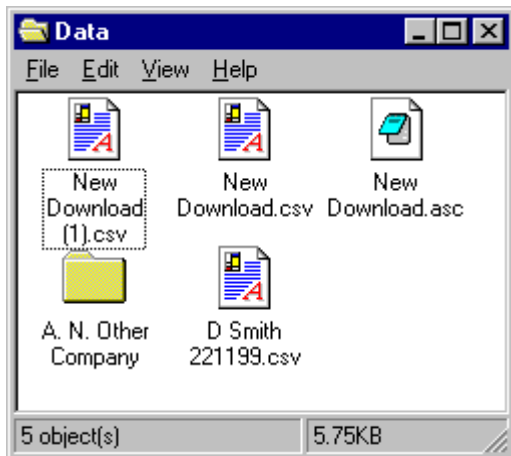 Data
File Edit View Help
New
Download
(1).csv
New
Download.csv
New
Download.asc
A. N. Other
Company
D Smith
221199.csv
5 object(s) 5.75KB